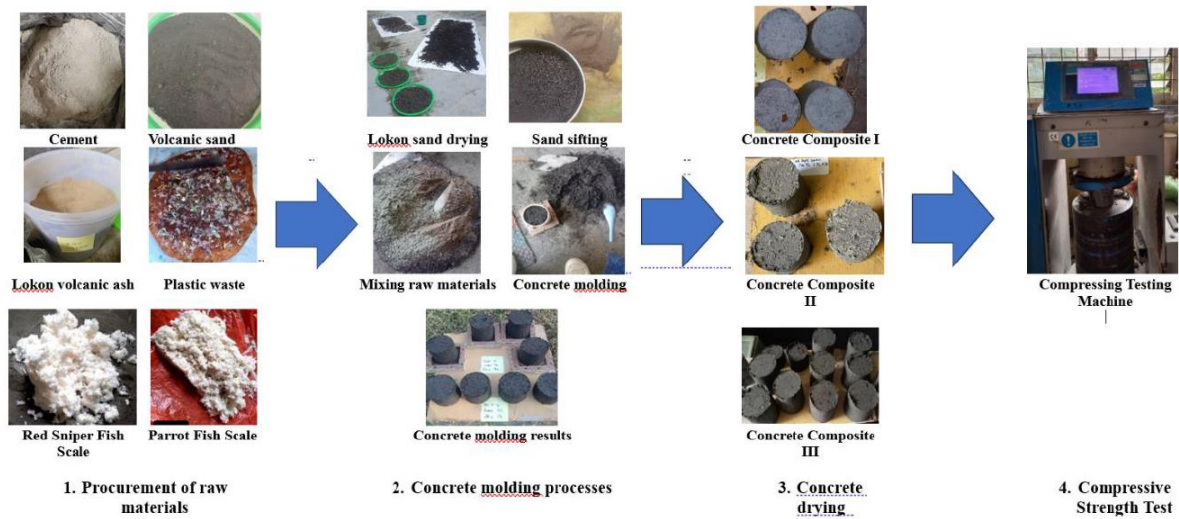 Cement
Volcanic sand
Lokon sand drying
Sand sifting
Concrete Composite I
Lokon volcanic ash
Plastic waste
Mixing raw materials
Concrete molding
Concrete Composite
II
Compressing Testing
Machine
Red Sniper Fish
Scale
Parrot Fish Scale
Concrete molding results
Concrete Composite
III
1. Procurement of raw
materials
2. Concrete molding processes
3. Concrete
drying
4. Compressive
Strength Test